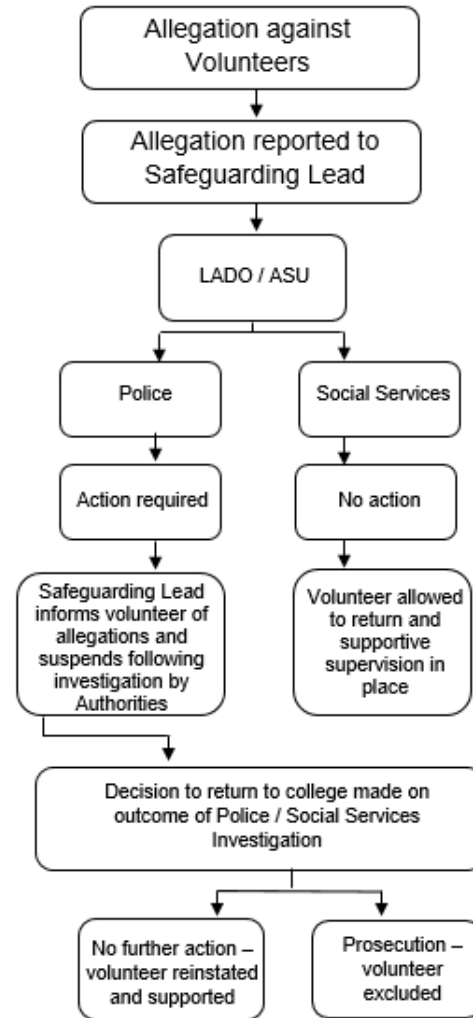 Allegation against
Volunteers
Allegation reported to
Safeguarding Lead
LADO / ASU
Police
Social Services
Action required
No action
Safeguarding Lead
informs volunteer of
allegations and
suspends following
investigation by
Authorities
Volunteer allowed
to return and
supportive
supervision in
place
Decision to return to college made on
outcome of Police / Social Services
Investigation
No further action –
volunteer reinstated
and supported
Prosecution –
volunteer
excluded